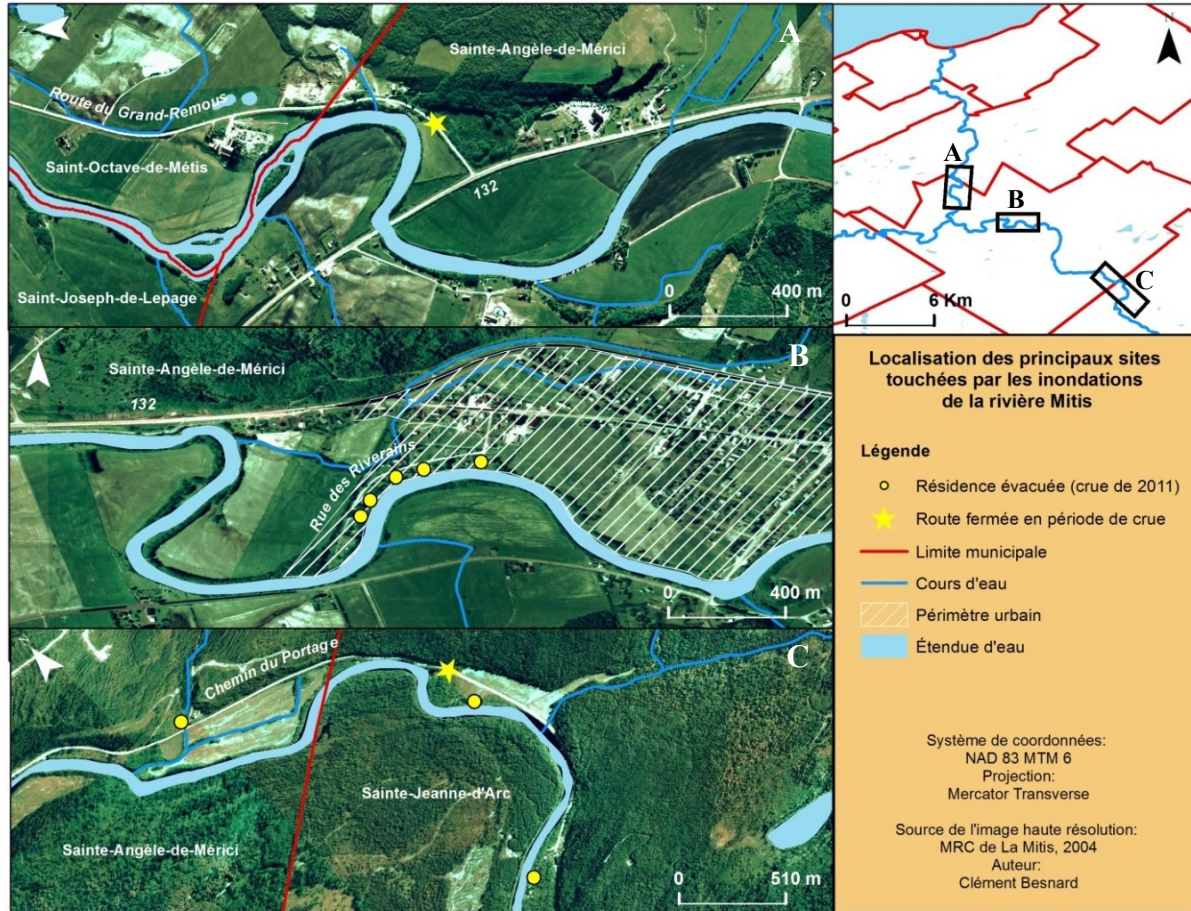 N
A
Sainte-Angèle-de-Mérici
Route du Grand-Remous
Saint-Octave-de-Métis
132
Saint-Joseph-de-Lepage
0 400 m
N
A
B
C
0 6 Km
N
B
Sainte-Angèle-de-Mérici
132
Rue des Riverains
0 400 m
N
C
Chemin du Portage
Sainte-Jeanne-d'Arc
Sainte-Angèle-de-Mérici
0 510 m
Localisation des principaux sites
touchées par les inondations
de la rivière Mitis
Légende
Résidence évacuée (crue de 2011)
Route fermée en période de crue
Limite municipale
Cours d'eau
Périmètre urbain
Étendue d'eau
Système de coordonnées:
NAD 83 MTM 6
Projection:
Mercator Transverse
Source de l'image haute résolution:
MRC de La Mitis, 2004
Auteur:
Clément Besnard